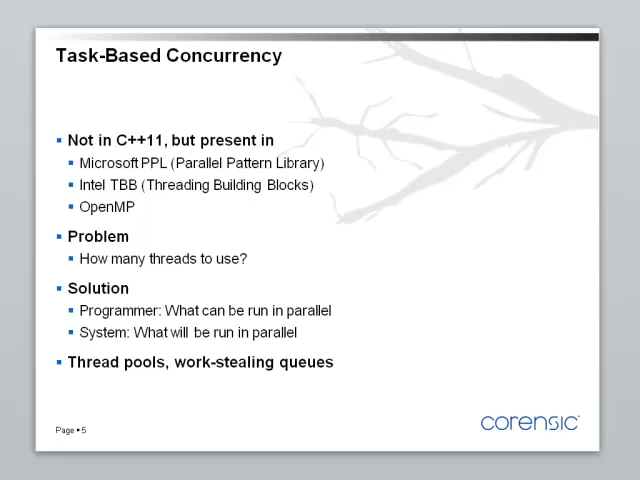 Task-Based Concurrency
Not in C++11, but present in
Microsoft PPL (Parallel Pattern Library)
Intel TBB (Threading Building Blocks)
OpenMP
Problem
How many threads to use?
Solution
Programmer: What can be run in parallel
System: What will be run in parallel
Thread pools, work-stealing queues
Page ▪ 5
corensic™